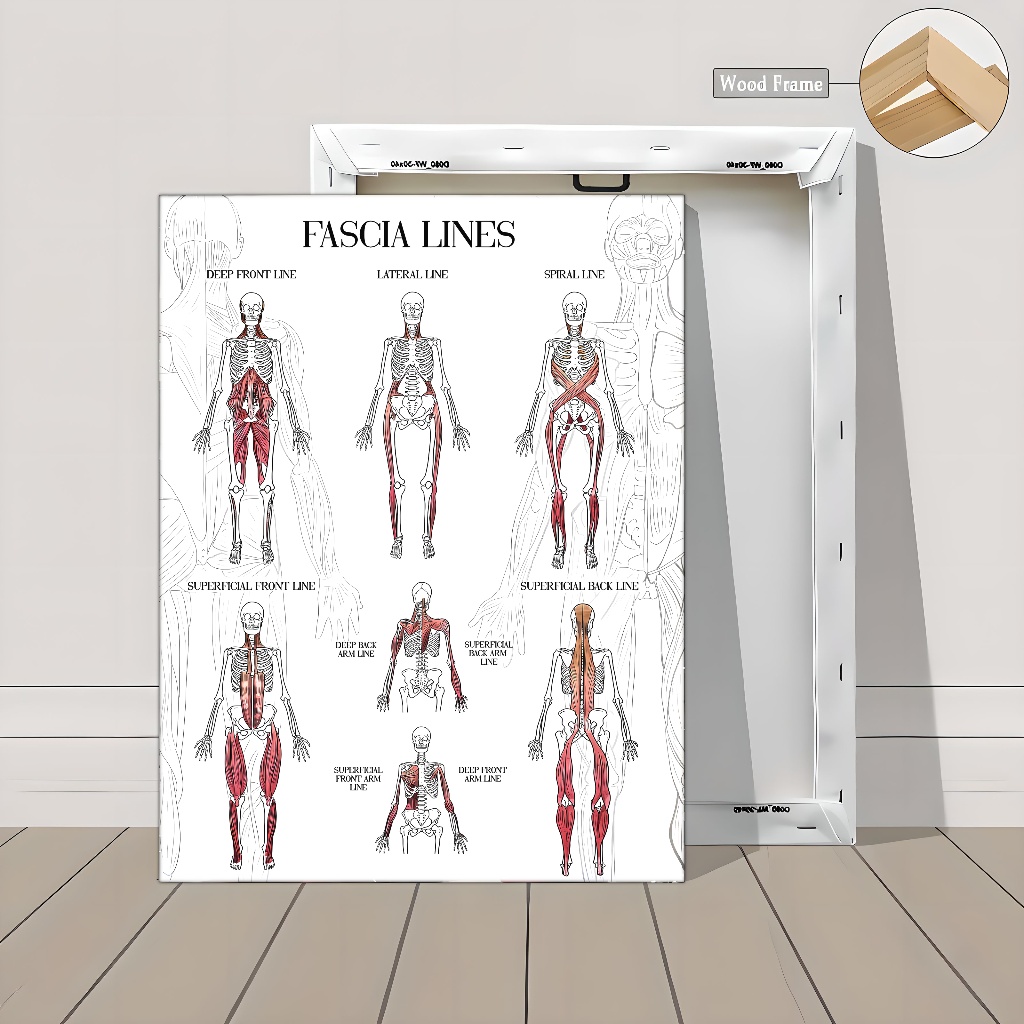 Wood Frame
FASCIA LINES
DEEP FRONT LINE
LATERAL LINE
SPIRAL LINE
SUPERFICIAL FRONT LINE
SUPERFICIAL BACK LINE
DEEP BACK
ARM LINE
SUPERFICIAL
BACK ARM
LINE
SUPERFICIAL
FRONT ARM
LINE
DEEP FRONT
ARM LINE